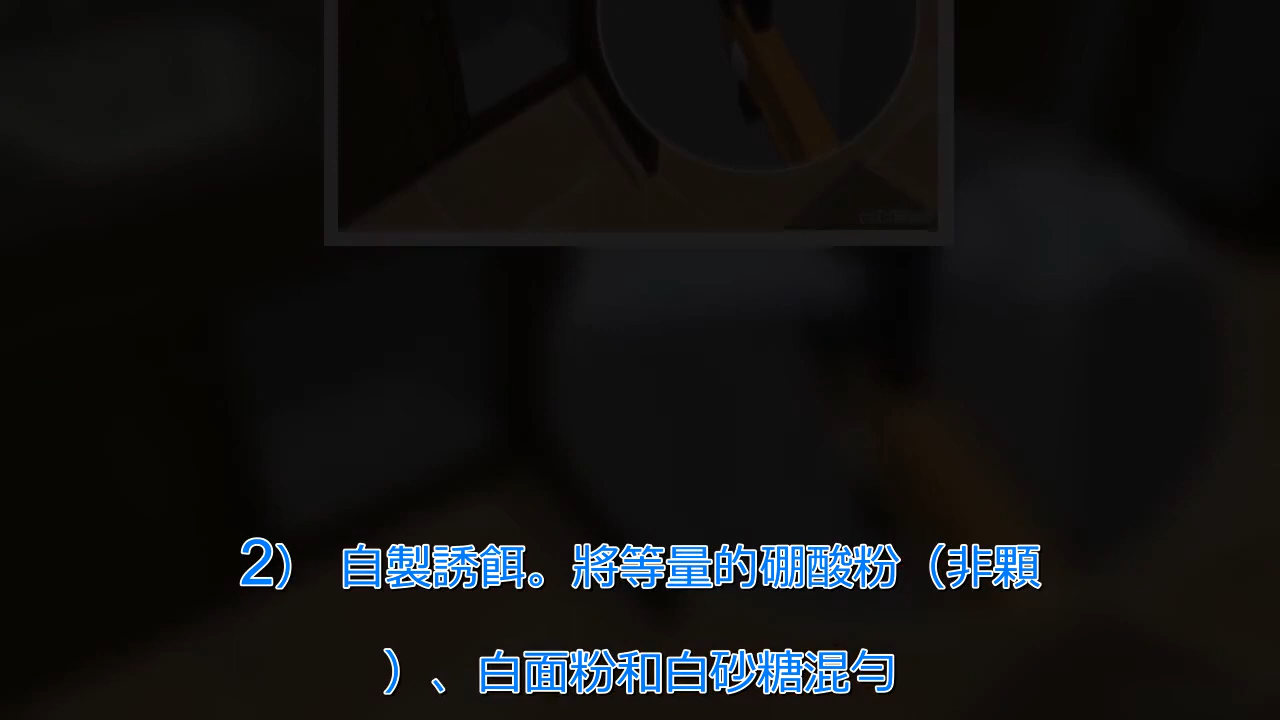 2） 自製誘餌。將等量的硼酸粉（非顆
）、白面粉和白砂糖混勻